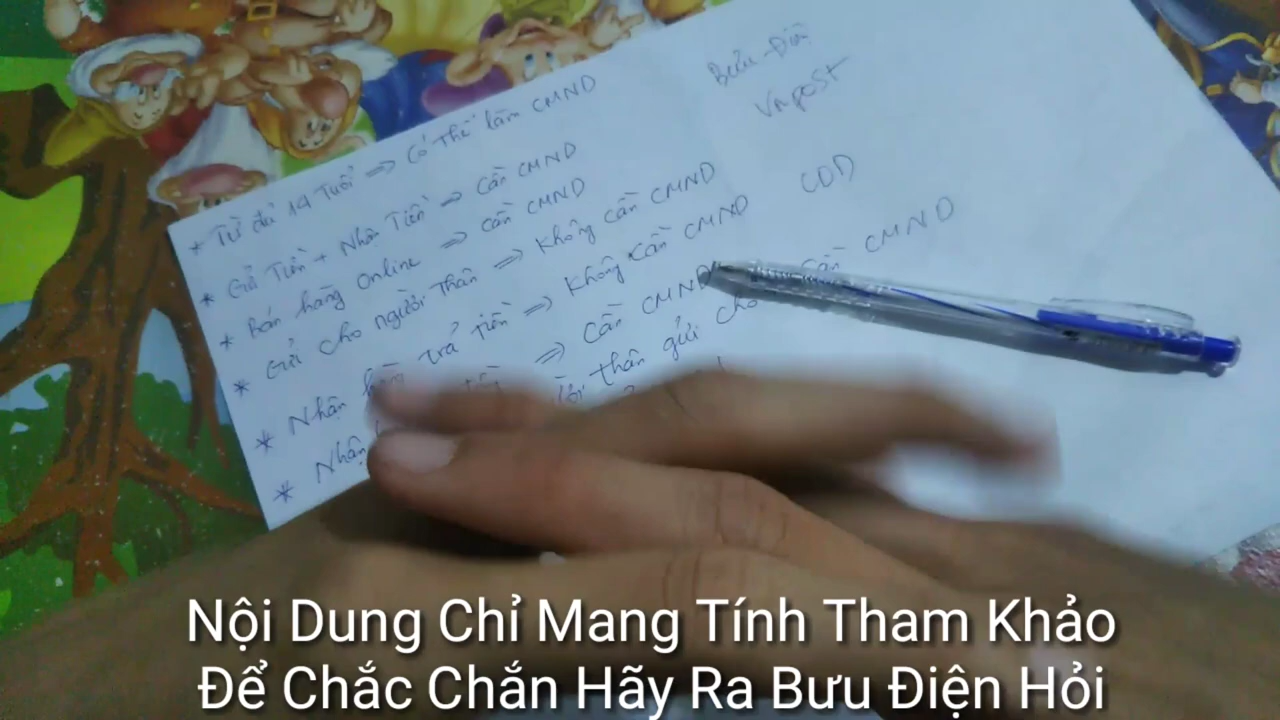 * Từ đủ 14 Tuổi => Có Thể làm CMND
* Gửi Tiền + Nhận Tiền => Cần CMND
* Bán hàng Online => Cần CMND
* Gửi cho người Thân => Không Cần CMND
* Nhận hàng trả tiền => Không Cần CMND
* Nhận => Cần CMND
thân gửi cho Cần CMND
Bưu Điện
VNpost
COD
Nội Dung Chỉ Mang Tính Tham Khảo
Để Chắc Chắn Hãy Ra Bưu Điện Hỏi